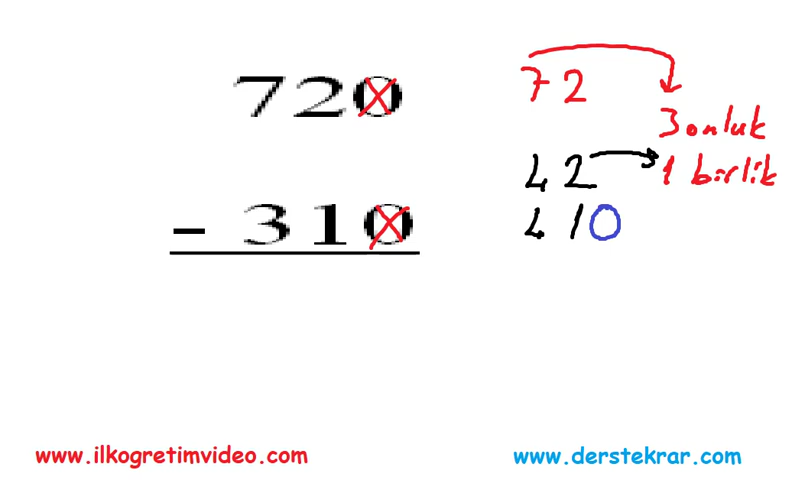 720
- 310
72
3 onluk
42
1 birlik
410
www.ilkogretimvideo.com
www.derstekrar.com